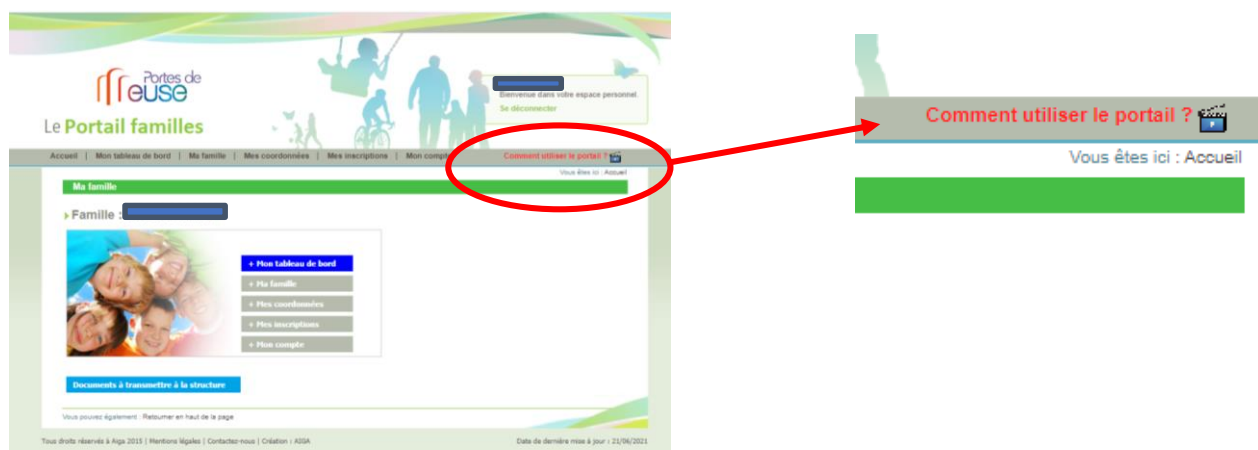 Portes de
Meuse
Le Portail familles
Bienvenue dans votre espace personnel.
Se déconnecter
Accueil | Mon tableau de bord | Ma famille | Mes coordonnées | Mes inscriptions | Mon compte
Comment utiliser le portail ?
Vous êtes ici : Accueil
Ma famille
Famille :
+ Mon tableau de bord
+ Ma famille
+ Mes coordonnées
+ Mes inscriptions
+ Mon compte
Documents à transmettre à la structure
Vous pouvez également : Retourner en haut de la page
Tous droits réservés à Aiga 2015 | Mentions légales | Contactez-nous | Création : AIGA
Date de dernière mise à jour : 21/06/2021
Comment utiliser le portail ?
Vous êtes ici : Accueil